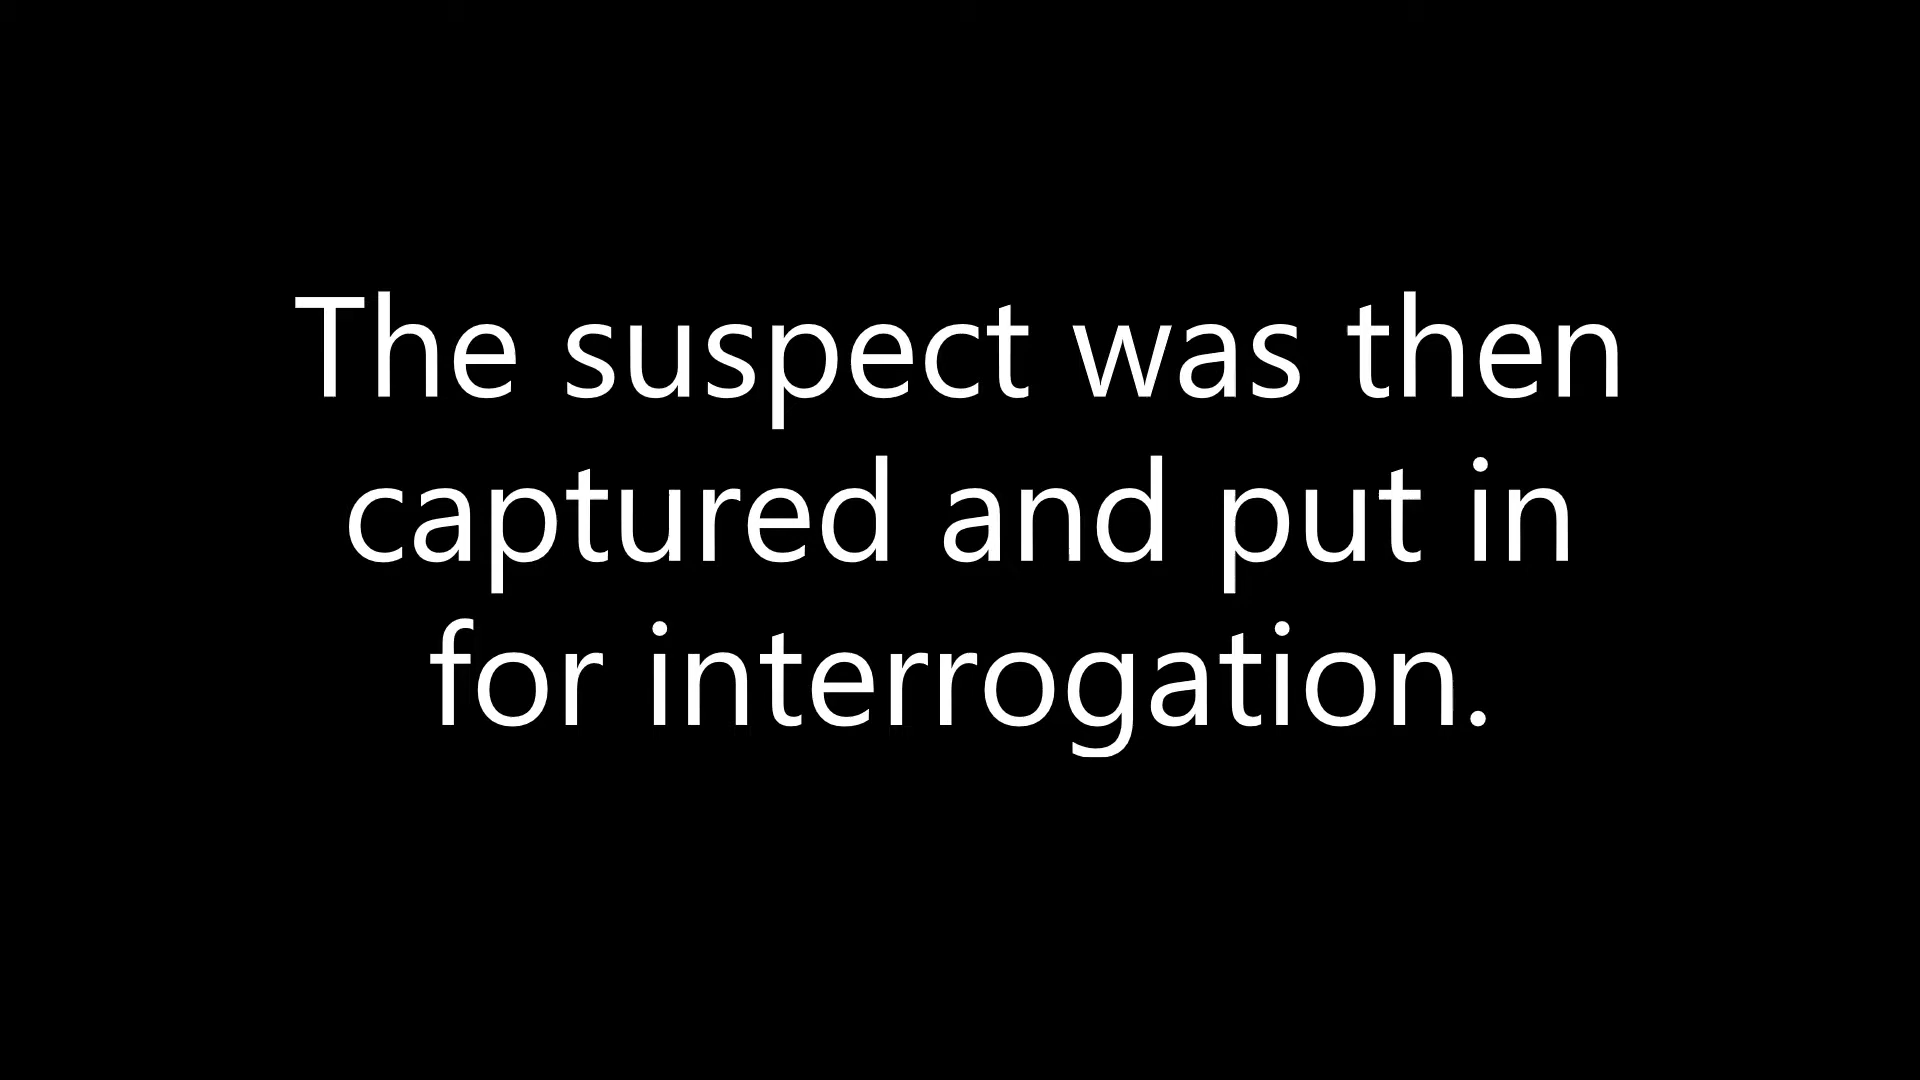 The suspect was then
captured and put in
for interrogation.